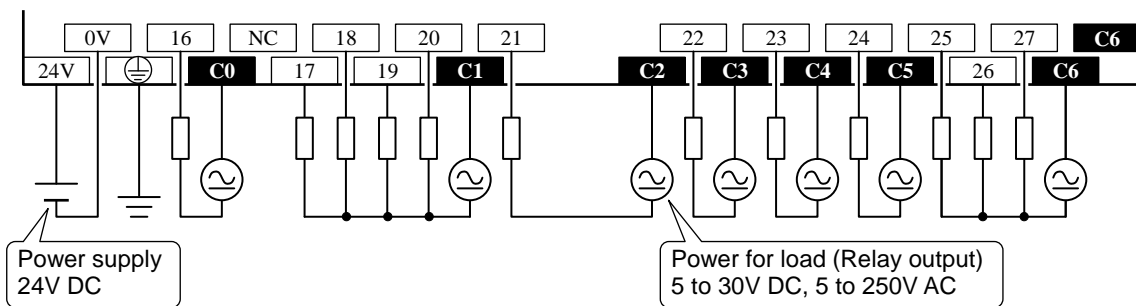 0V 16 NC 18 20 21 22 23 24 25 27 C6
24V C0 17 19 C1 C2 C3 C4 C5 26 C6
Power supply
24V DC
Power for load (Relay output)
5 to 30V DC, 5 to 250V AC